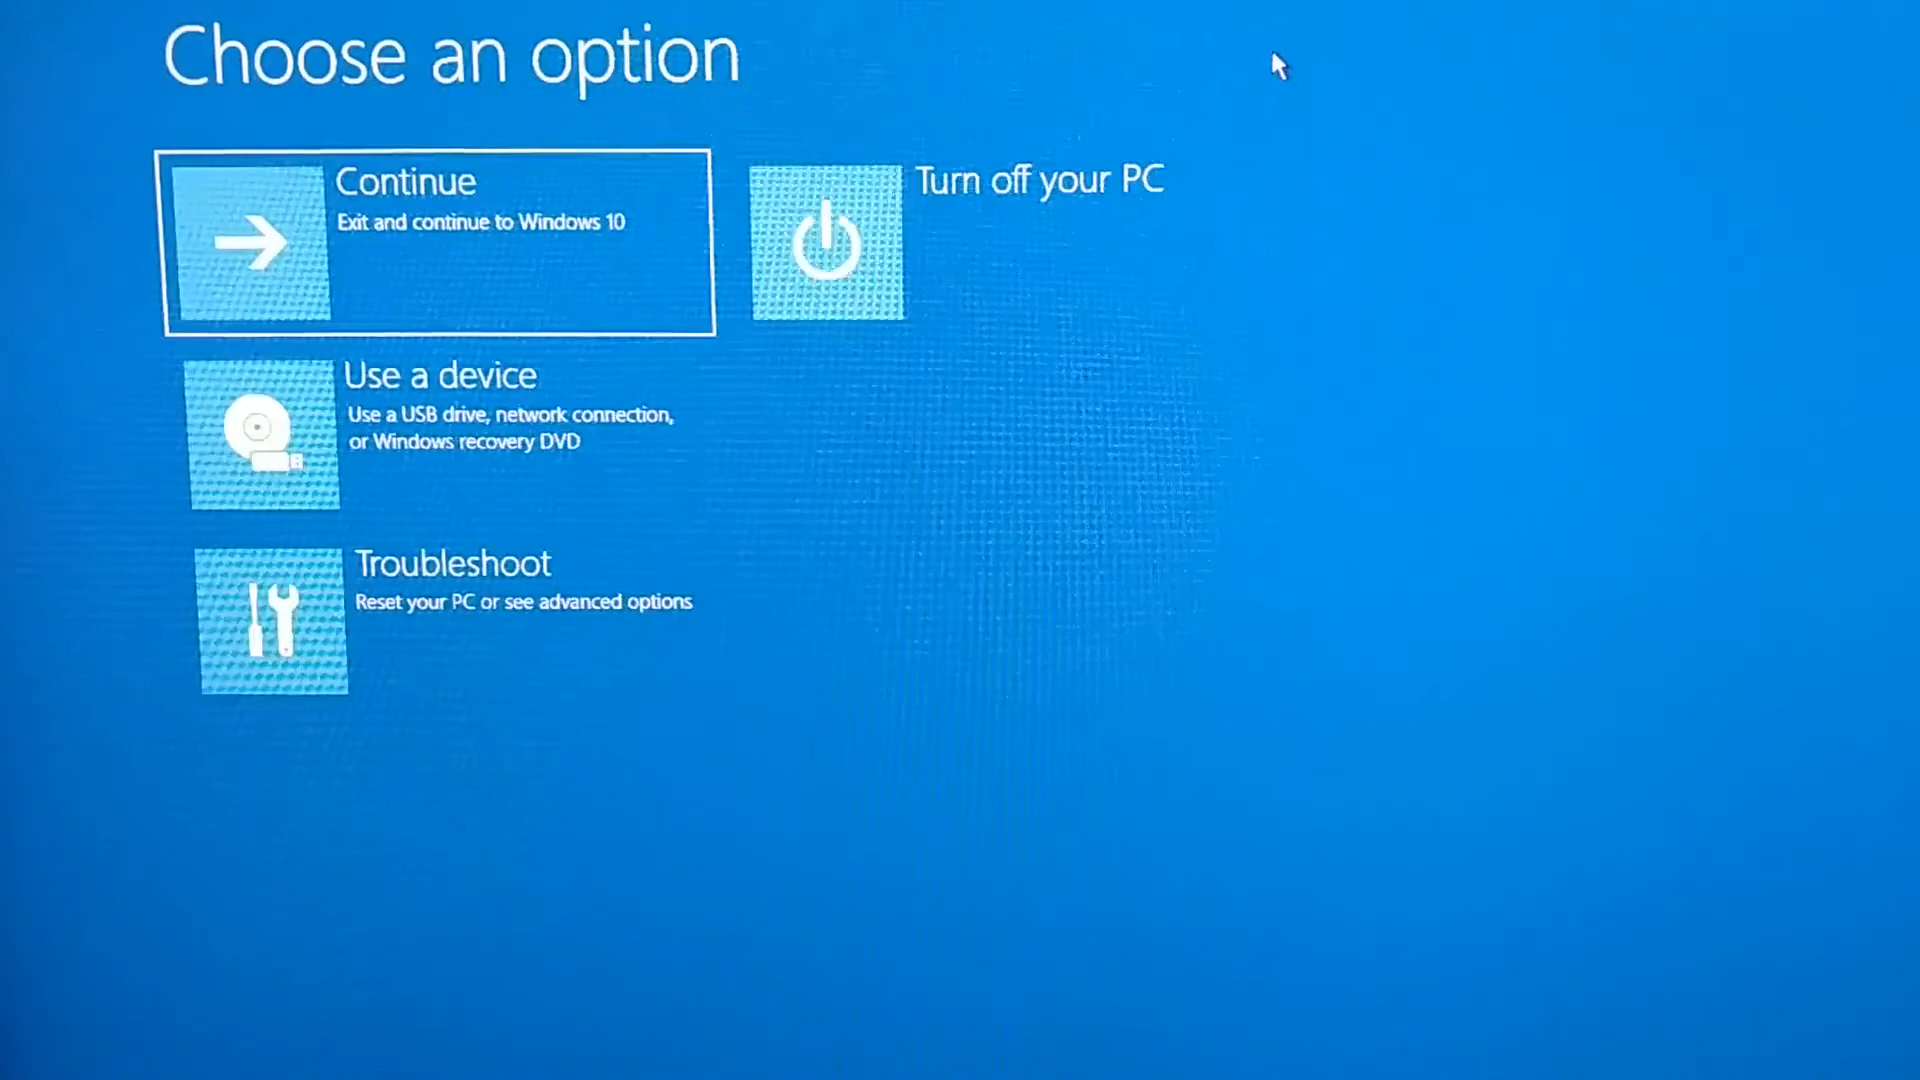 Choose an option
Continue
Exit and continue to Windows 10
Turn off your PC
Use a device
Use a USB drive, network connection,
or Windows recovery DVD
Troubleshoot
Reset your PC or see advanced options